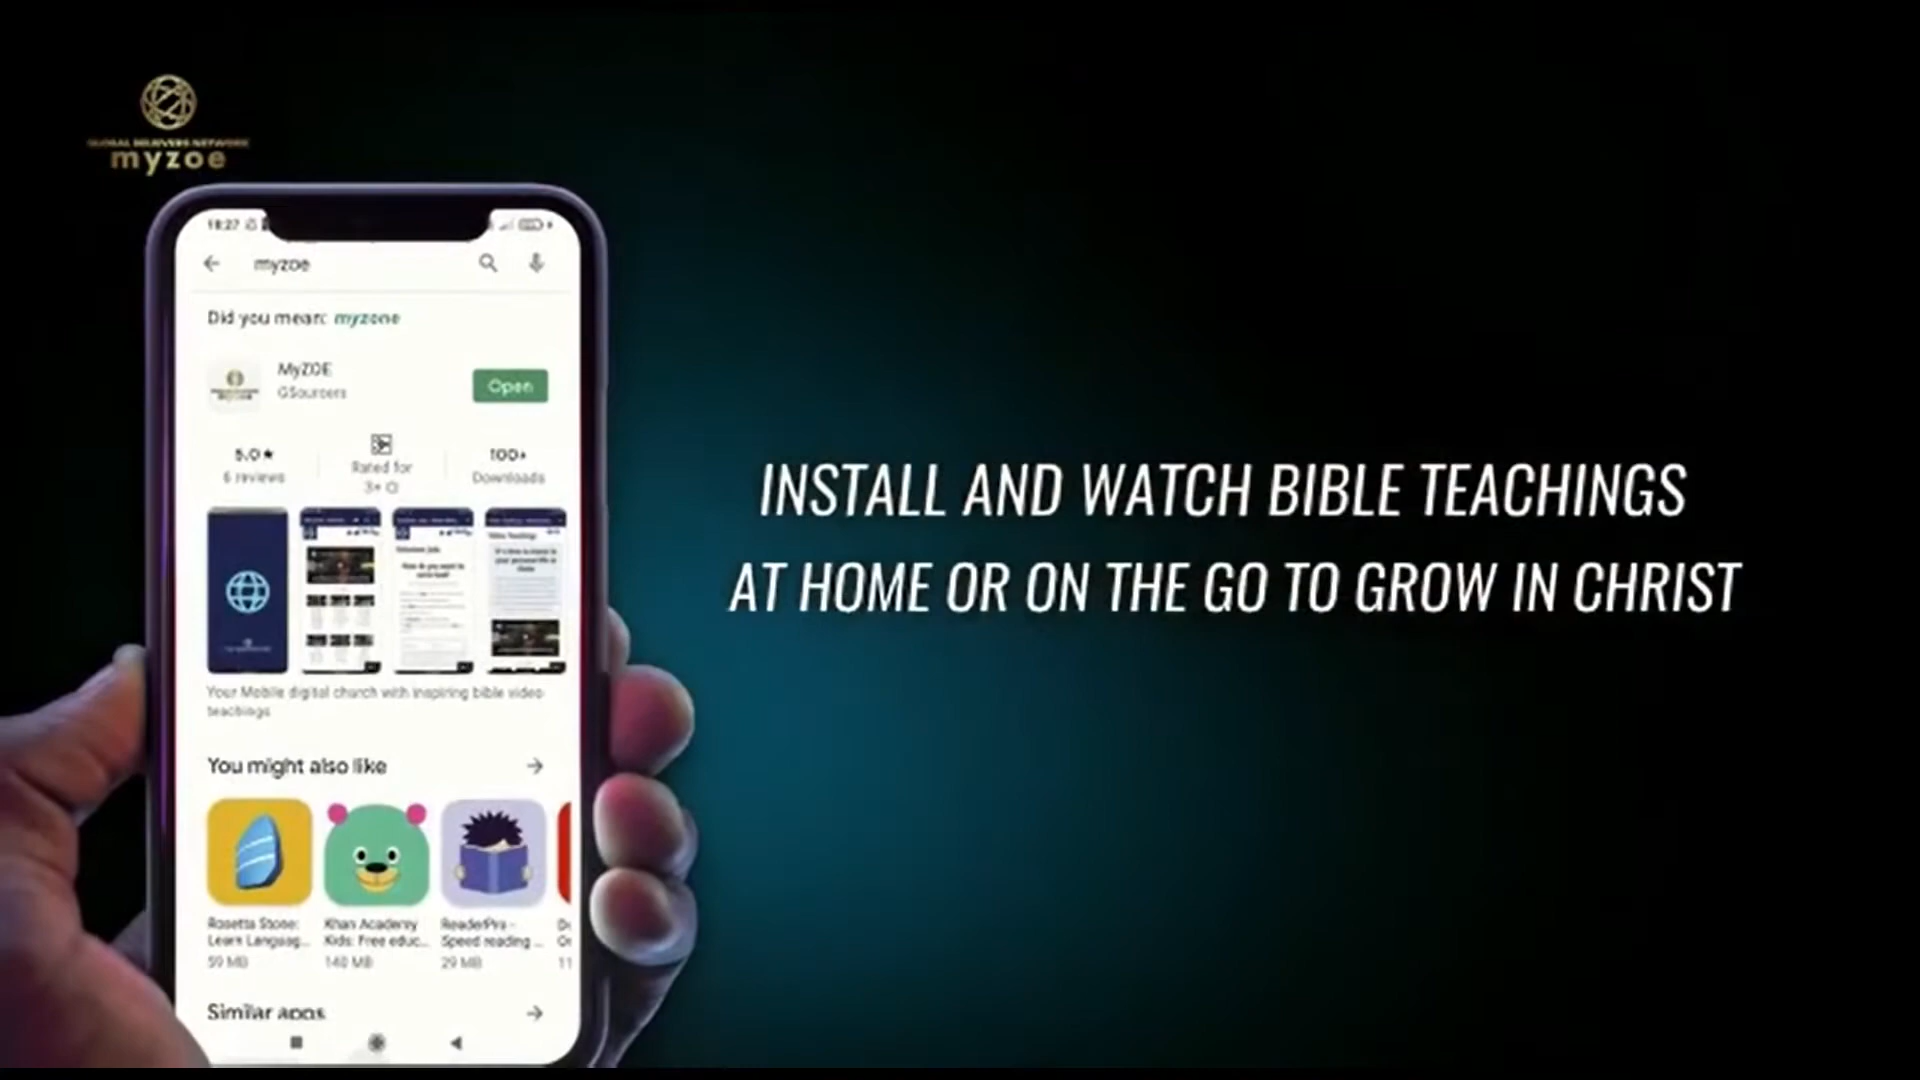 GLOBAL BELIEVERS NETWORK
myzoe
18:27
myzoe
Did you mean: myzone
MyZOE
GSourcers
Open
5.0★
6 reviews
Rated for
3+
100+
Downloads
Your Mobile digital church with inspiring bible video
teachings
You might also like
Rosetta Stone:
Learn Languag...
59 MB
Khan Academy
Kids: Free educ...
140 MB
ReaderPro -
Speed reading ...
29 MB
Similar apps
INSTALL AND WATCH BIBLE TEACHINGS
AT HOME OR ON THE GO TO GROW IN CHRIST